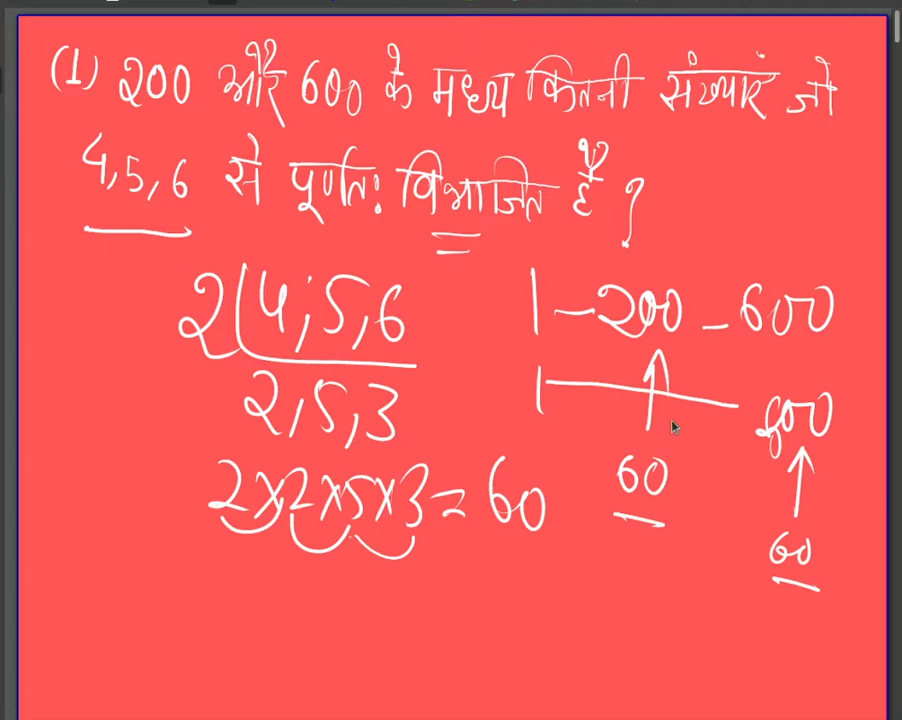 (1) 200 और 600 के मध्य कितनी संख्याएं जो हैं
4,5,6 से पूर्णतः विभाजित है ?
2 4,5,6 1 - 200 - 600
2,5,3 1 600
2×2×5×3 = 60 60
60